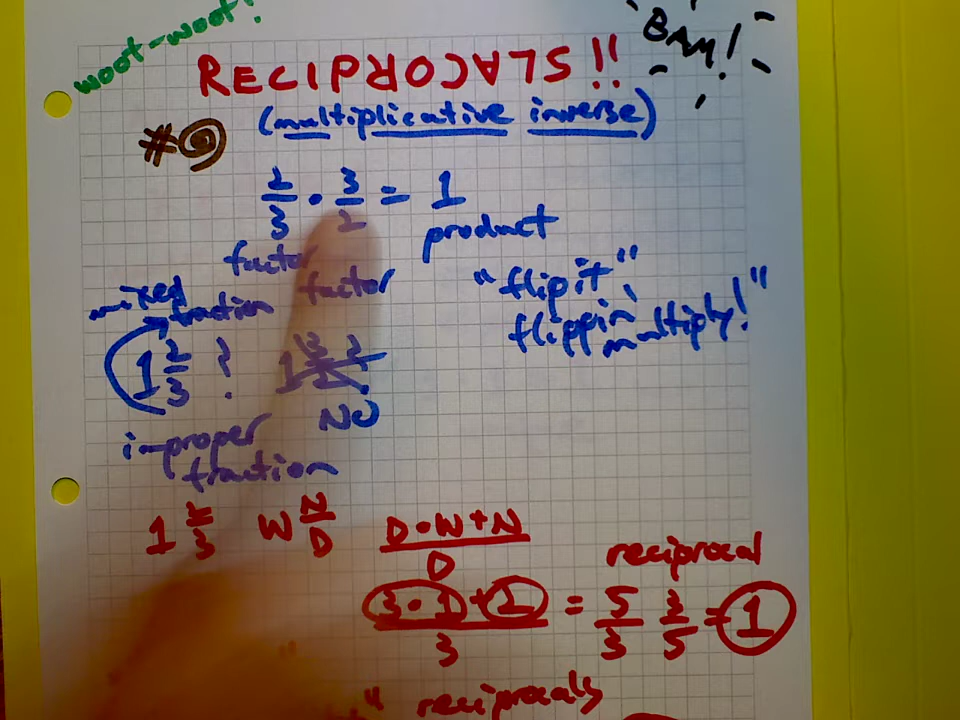 woot-woot!
BAM!
RECIPROCALS!!
(multiplicative inverse)
#9
2/3 • 3/2 = 1
factor factor product
"flip it"
flippin' multiply!"
mixed fraction
1 2/3 ?
NO
improper fraction
1 2/3 W N/D D•W+N/D
reciprocal
3•1+2/3 = 5/3 3/5 = 1
" reciprocals